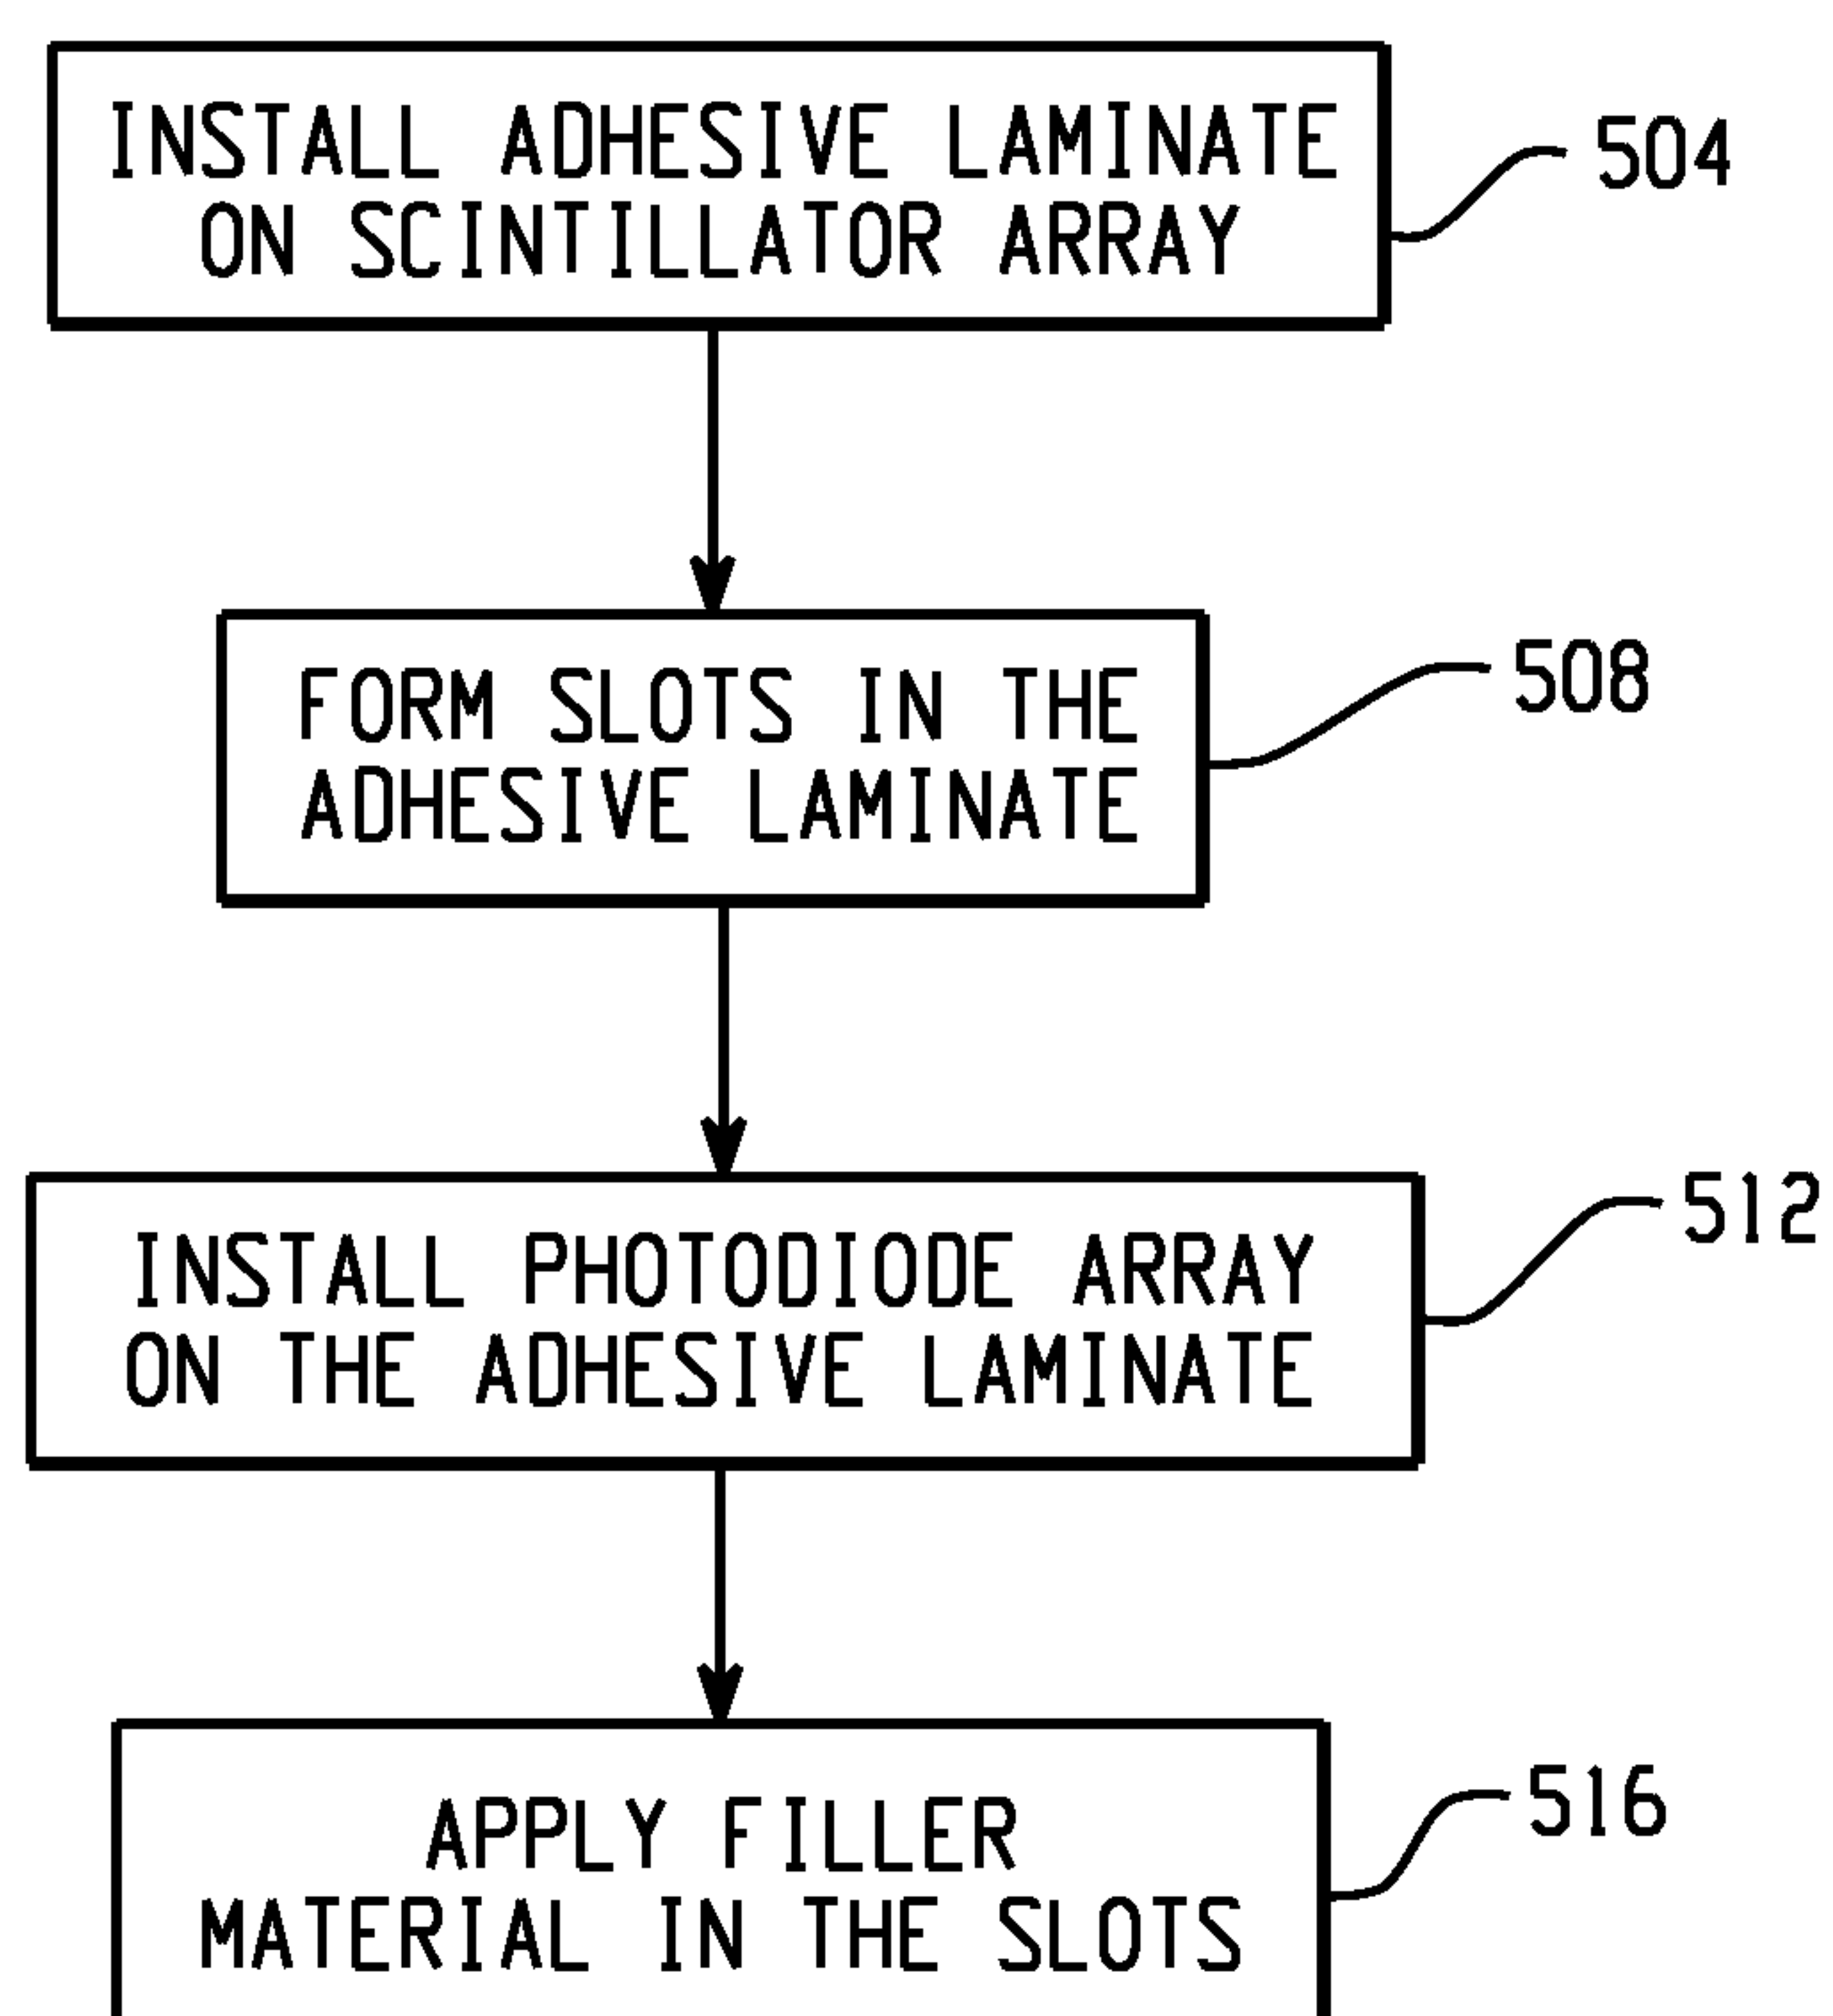 INSTALL ADHESIVE LAMINATE
ON SCINTILLATOR ARRAY
504
FORM SLOTS IN THE
ADHESIVE LAMINATE
508
INSTALL PHOTODIODE ARRAY
ON THE ADHESIVE LAMINATE
512
APPLY FILLER
MATERIAL IN THE SLOTS
516